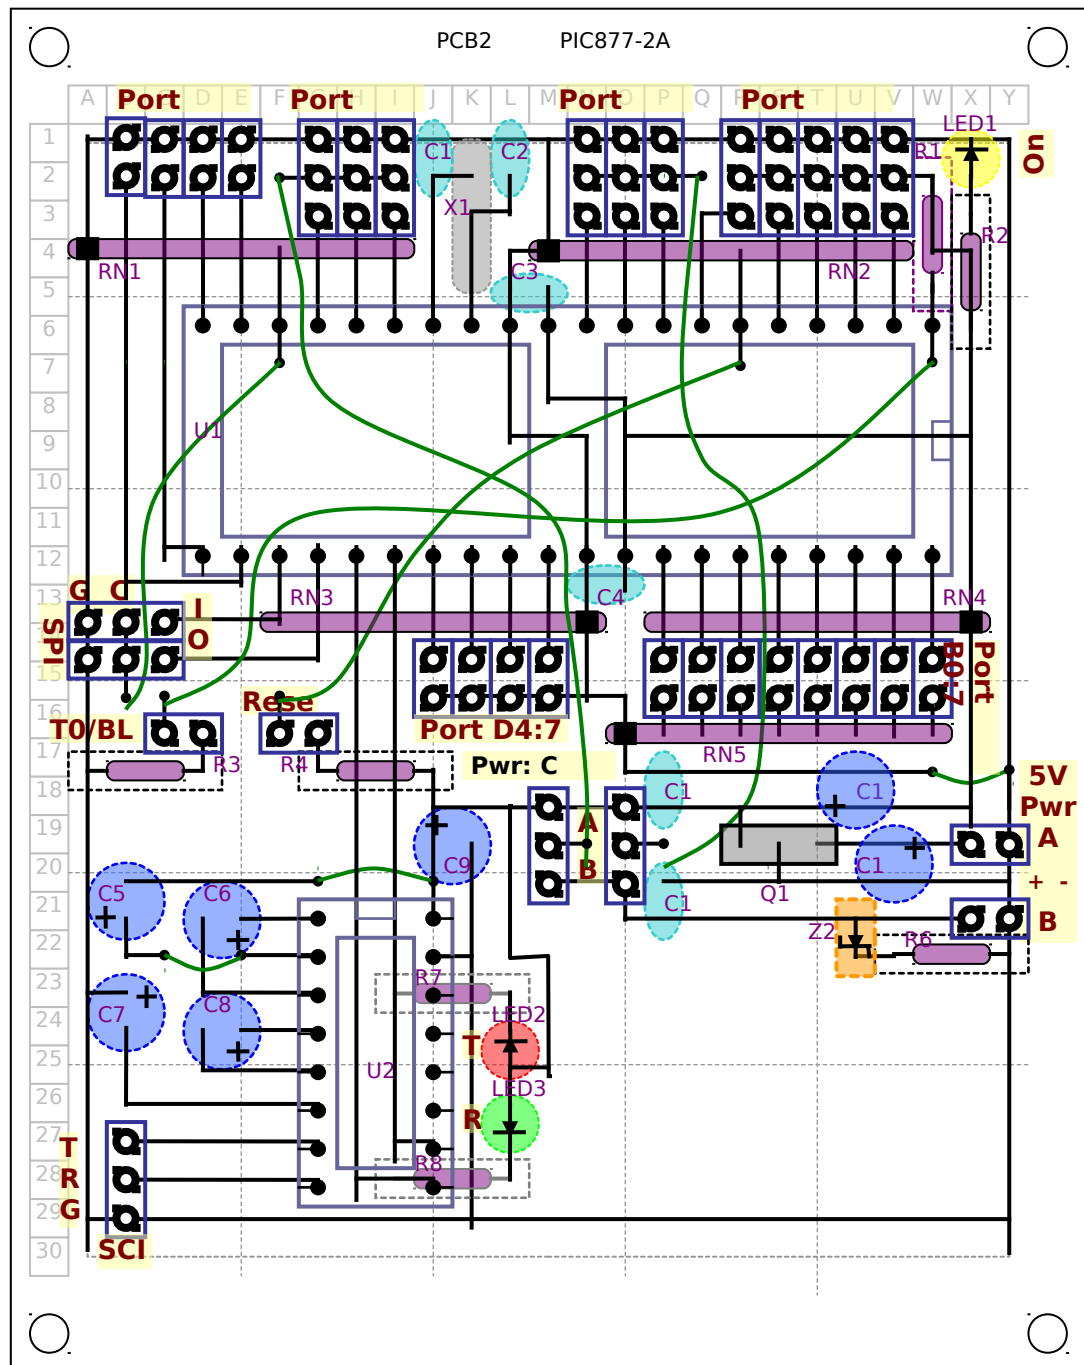 PCB2 PIC877-2A
Port Port Port Port
A B C D E F G H I J K L M N O P Q R S T U V W X Y
1
2
3
4
5
6
7
8
9
10
11
12
13
15
16
17
18
19
20
21
22
23
24
25
26
27
28
29
30
LED1
On
C1 C2 R1
X1
R2
RN1 C3 RN2
U1
G C RN3 C4 RN4
I
O
SPI
B0:7
Port
T0/BL Rese Port D4:7
R3 R4 RN5
Pwr: C
5V
Pwr
C1 C1
A
B
A
C9 C1
Q1
+ -
C5 C6 C1 B
Z2 R6
C7 C8 R7
LED2
T
U2
LED3
R
T
R
G
R8
SCI
+
+
+
+
+
+
+